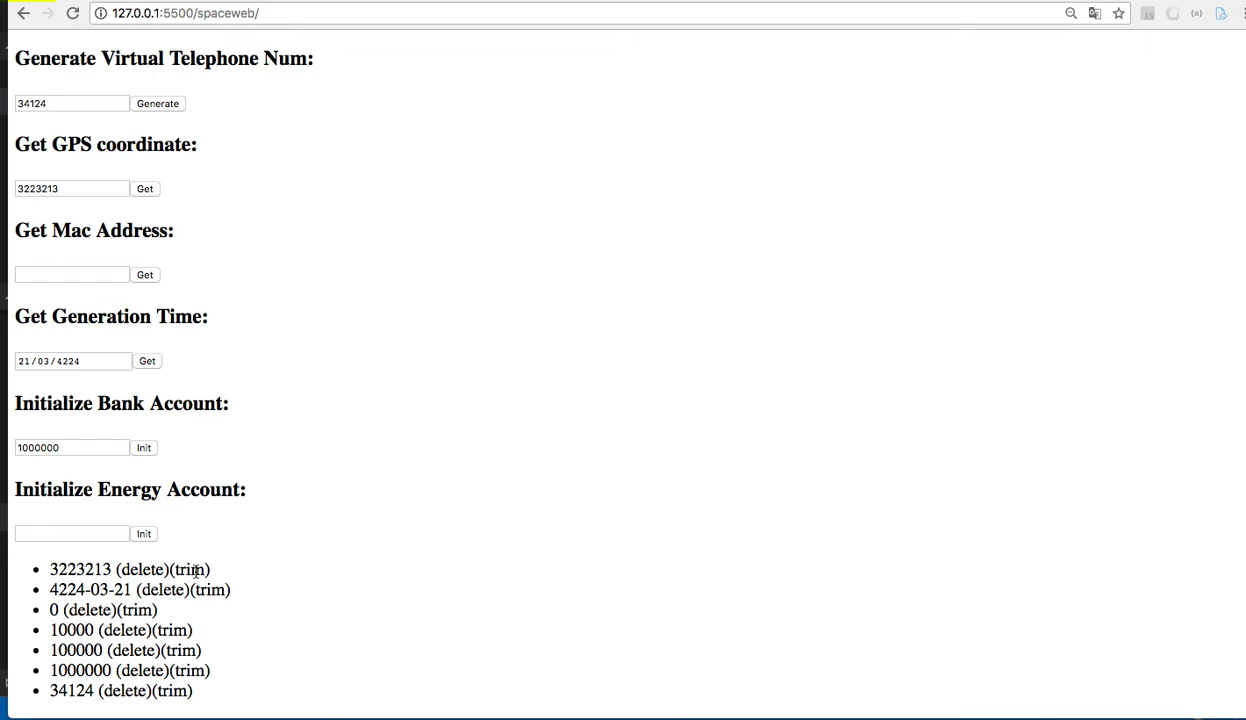 127.0.0.1:5500/spaceweb/
Generate Virtual Telephone Num:
34124 Generate
Get GPS coordinate:
3223213 Get
Get Mac Address:
Get
Get Generation Time:
21/03/4224 Get
Initialize Bank Account:
1000000 Init
Initialize Energy Account:
Init
3223213 (delete)(trim)
4224-03-21 (delete)(trim)
0 (delete)(trim)
10000 (delete)(trim)
100000 (delete)(trim)
1000000 (delete)(trim)
34124 (delete)(trim)